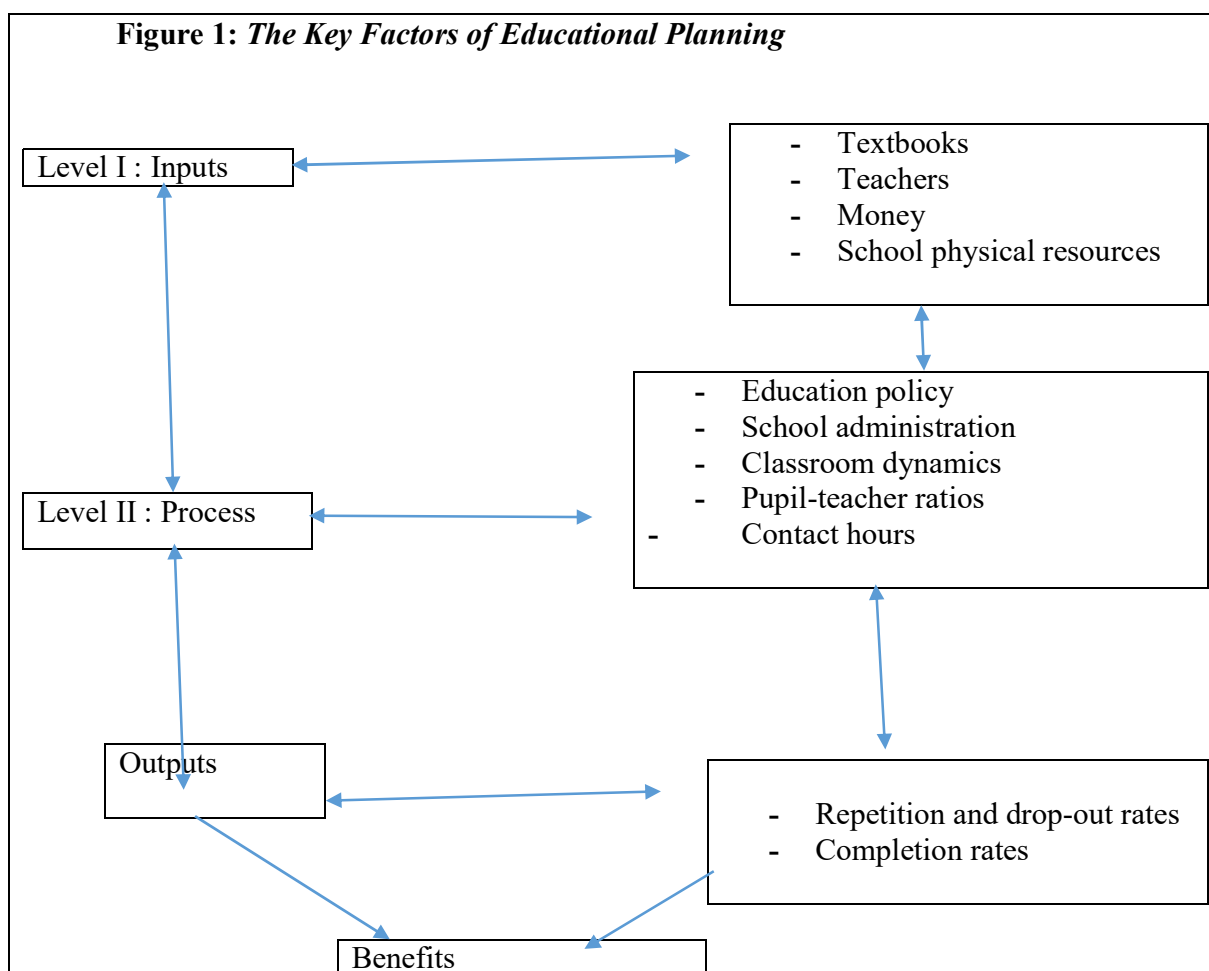 Figure 1: The Key Factors of Educational Planning
Level I : Inputs
- Textbooks
- Teachers
- Money
- School physical resources
Level II : Process
- Education policy
- School administration
- Classroom dynamics
- Pupil-teacher ratios
- Contact hours
Outputs
- Repetition and drop-out rates
- Completion rates
Benefits